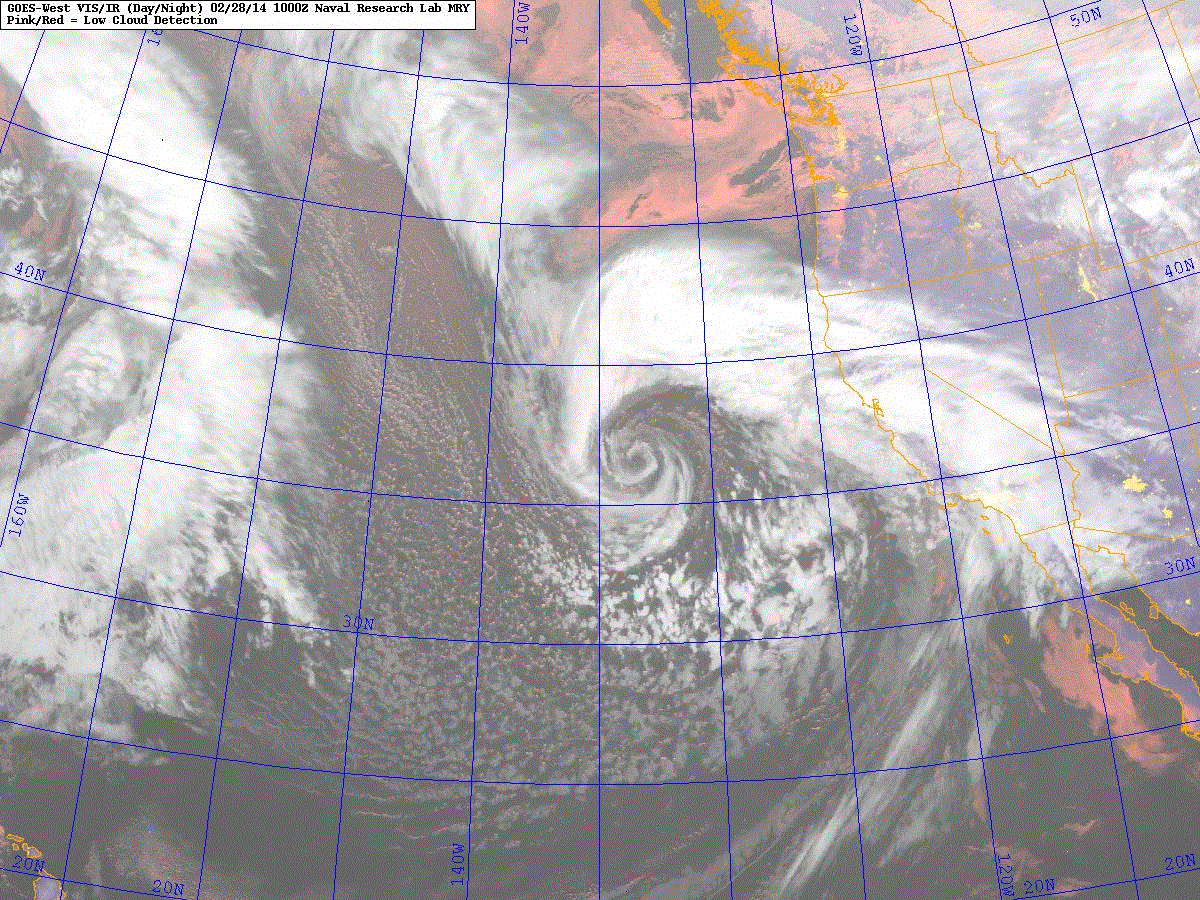 GOES-West VIS/IR (Day/Night) 02/28/14 1000Z Naval Research Lab MRY
Pink/Red = Low Cloud Detection
140W
120W
50N
40N
40N
160W
30N
30N
20N
20N
140W
120W
20N
20N